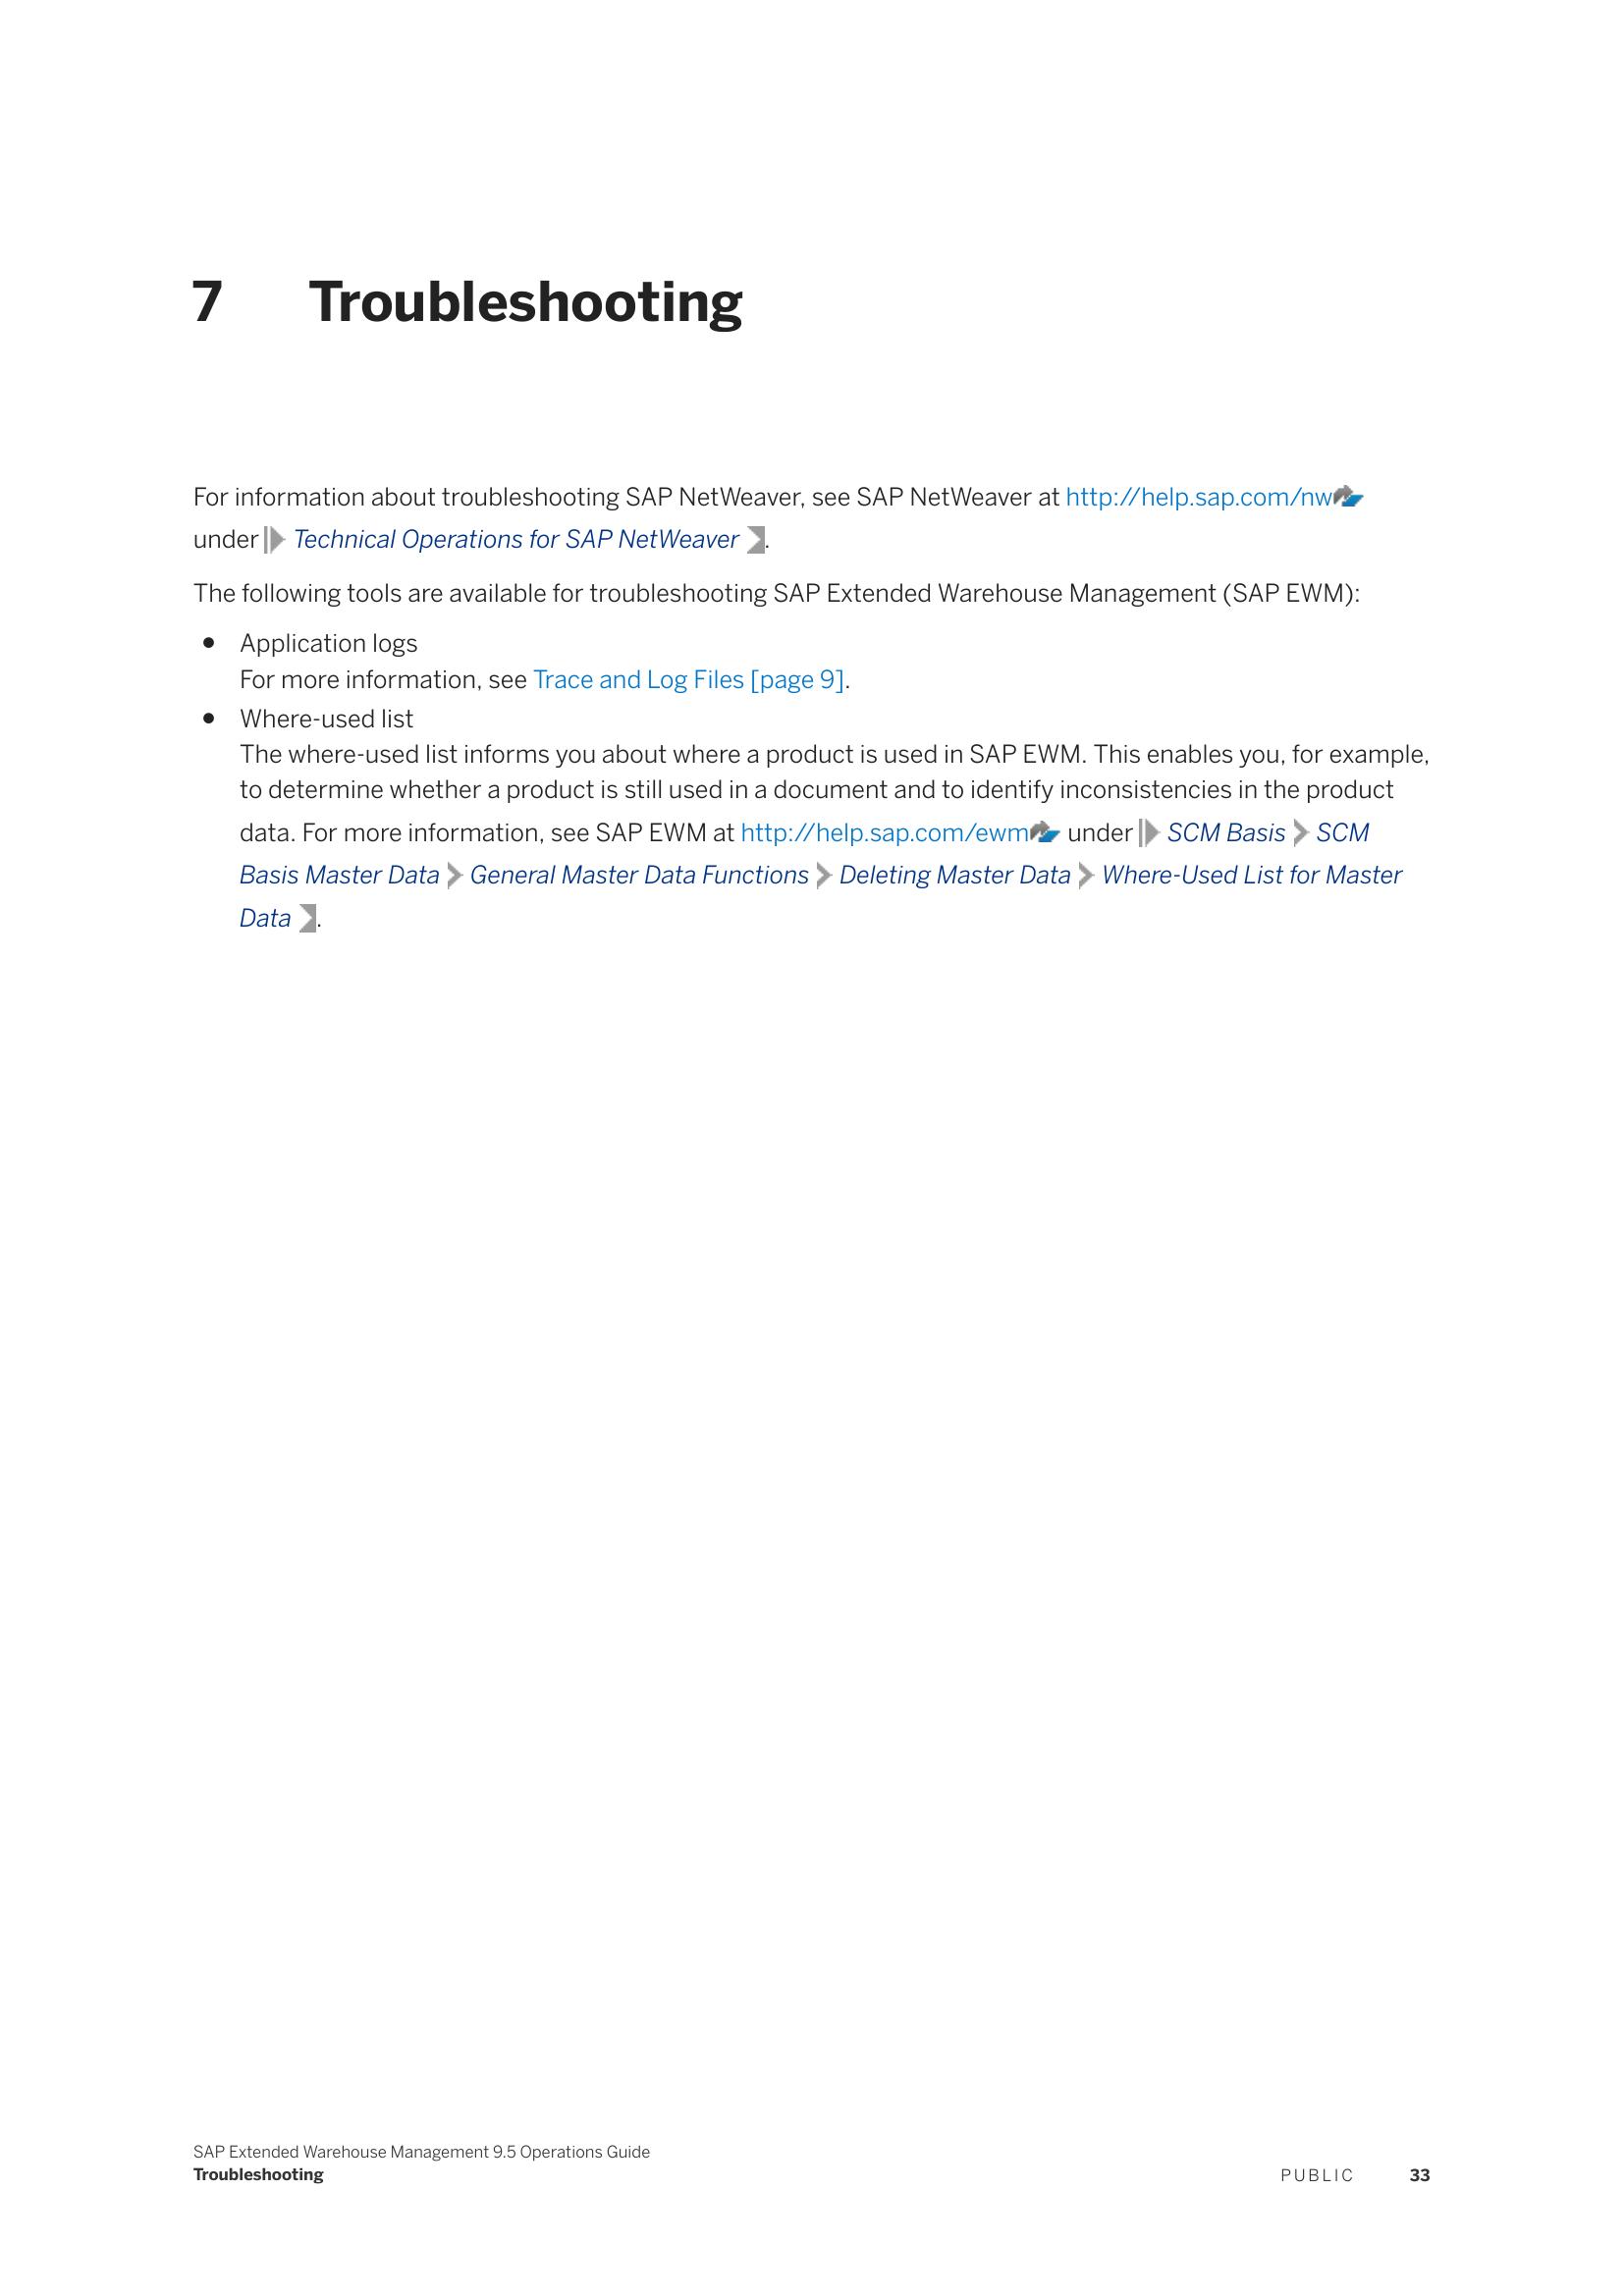 7 Troubleshooting
For information about troubleshooting SAP NetWeaver, see SAP NetWeaver at http://help.sap.com/nw
under Technical Operations for SAP NetWeaver .
The following tools are available for troubleshooting SAP Extended Warehouse Management (SAP EWM):
● Application logs
For more information, see Trace and Log Files [page 9].
● Where-used list
The where-used list informs you about where a product is used in SAP EWM. This enables you, for example,
to determine whether a product is still used in a document and to identify inconsistencies in the product
data. For more information, see SAP EWM at http://help.sap.com/ewm under SCM Basis > SCM
Basis Master Data > General Master Data Functions > Deleting Master Data > Where-Used List for Master
Data .
SAP Extended Warehouse Management 9.5 Operations Guide
Troubleshooting
PUBLIC 33